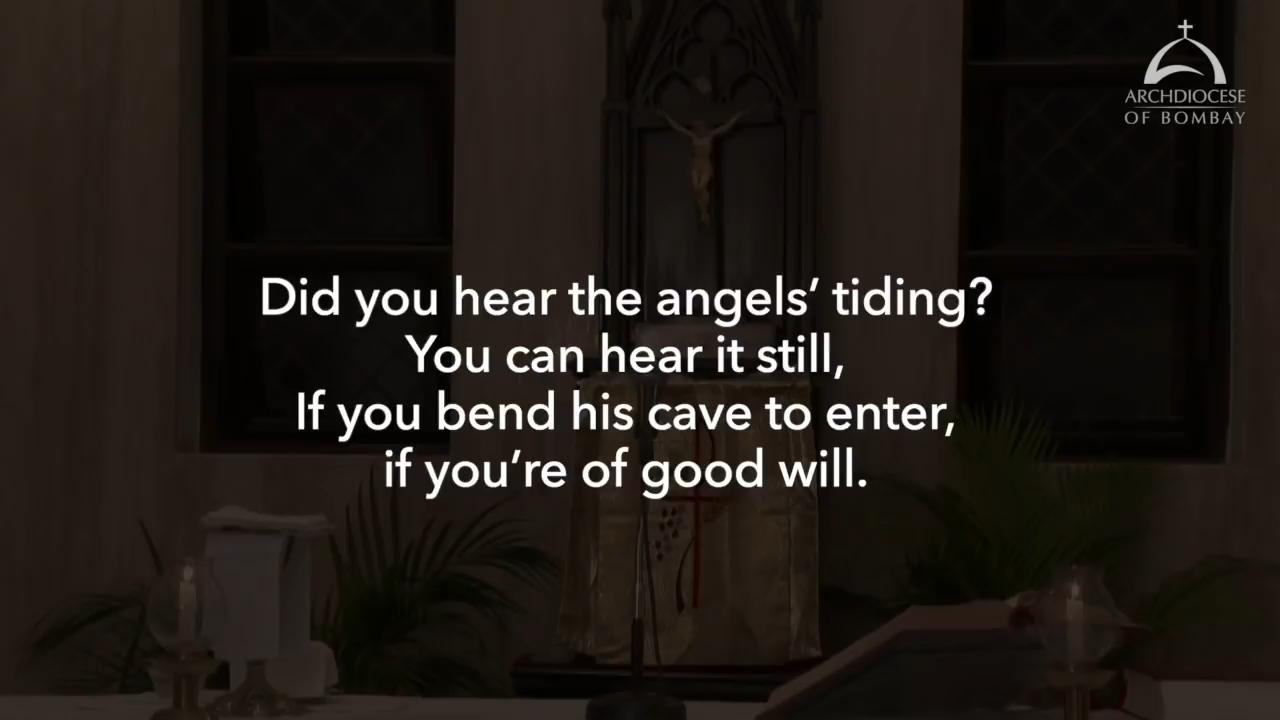 ARCHDIOCESE
OF BOMBAY
Did you hear the angels’ tiding?
You can hear it still,
If you bend his cave to enter,
if you’re of good will.